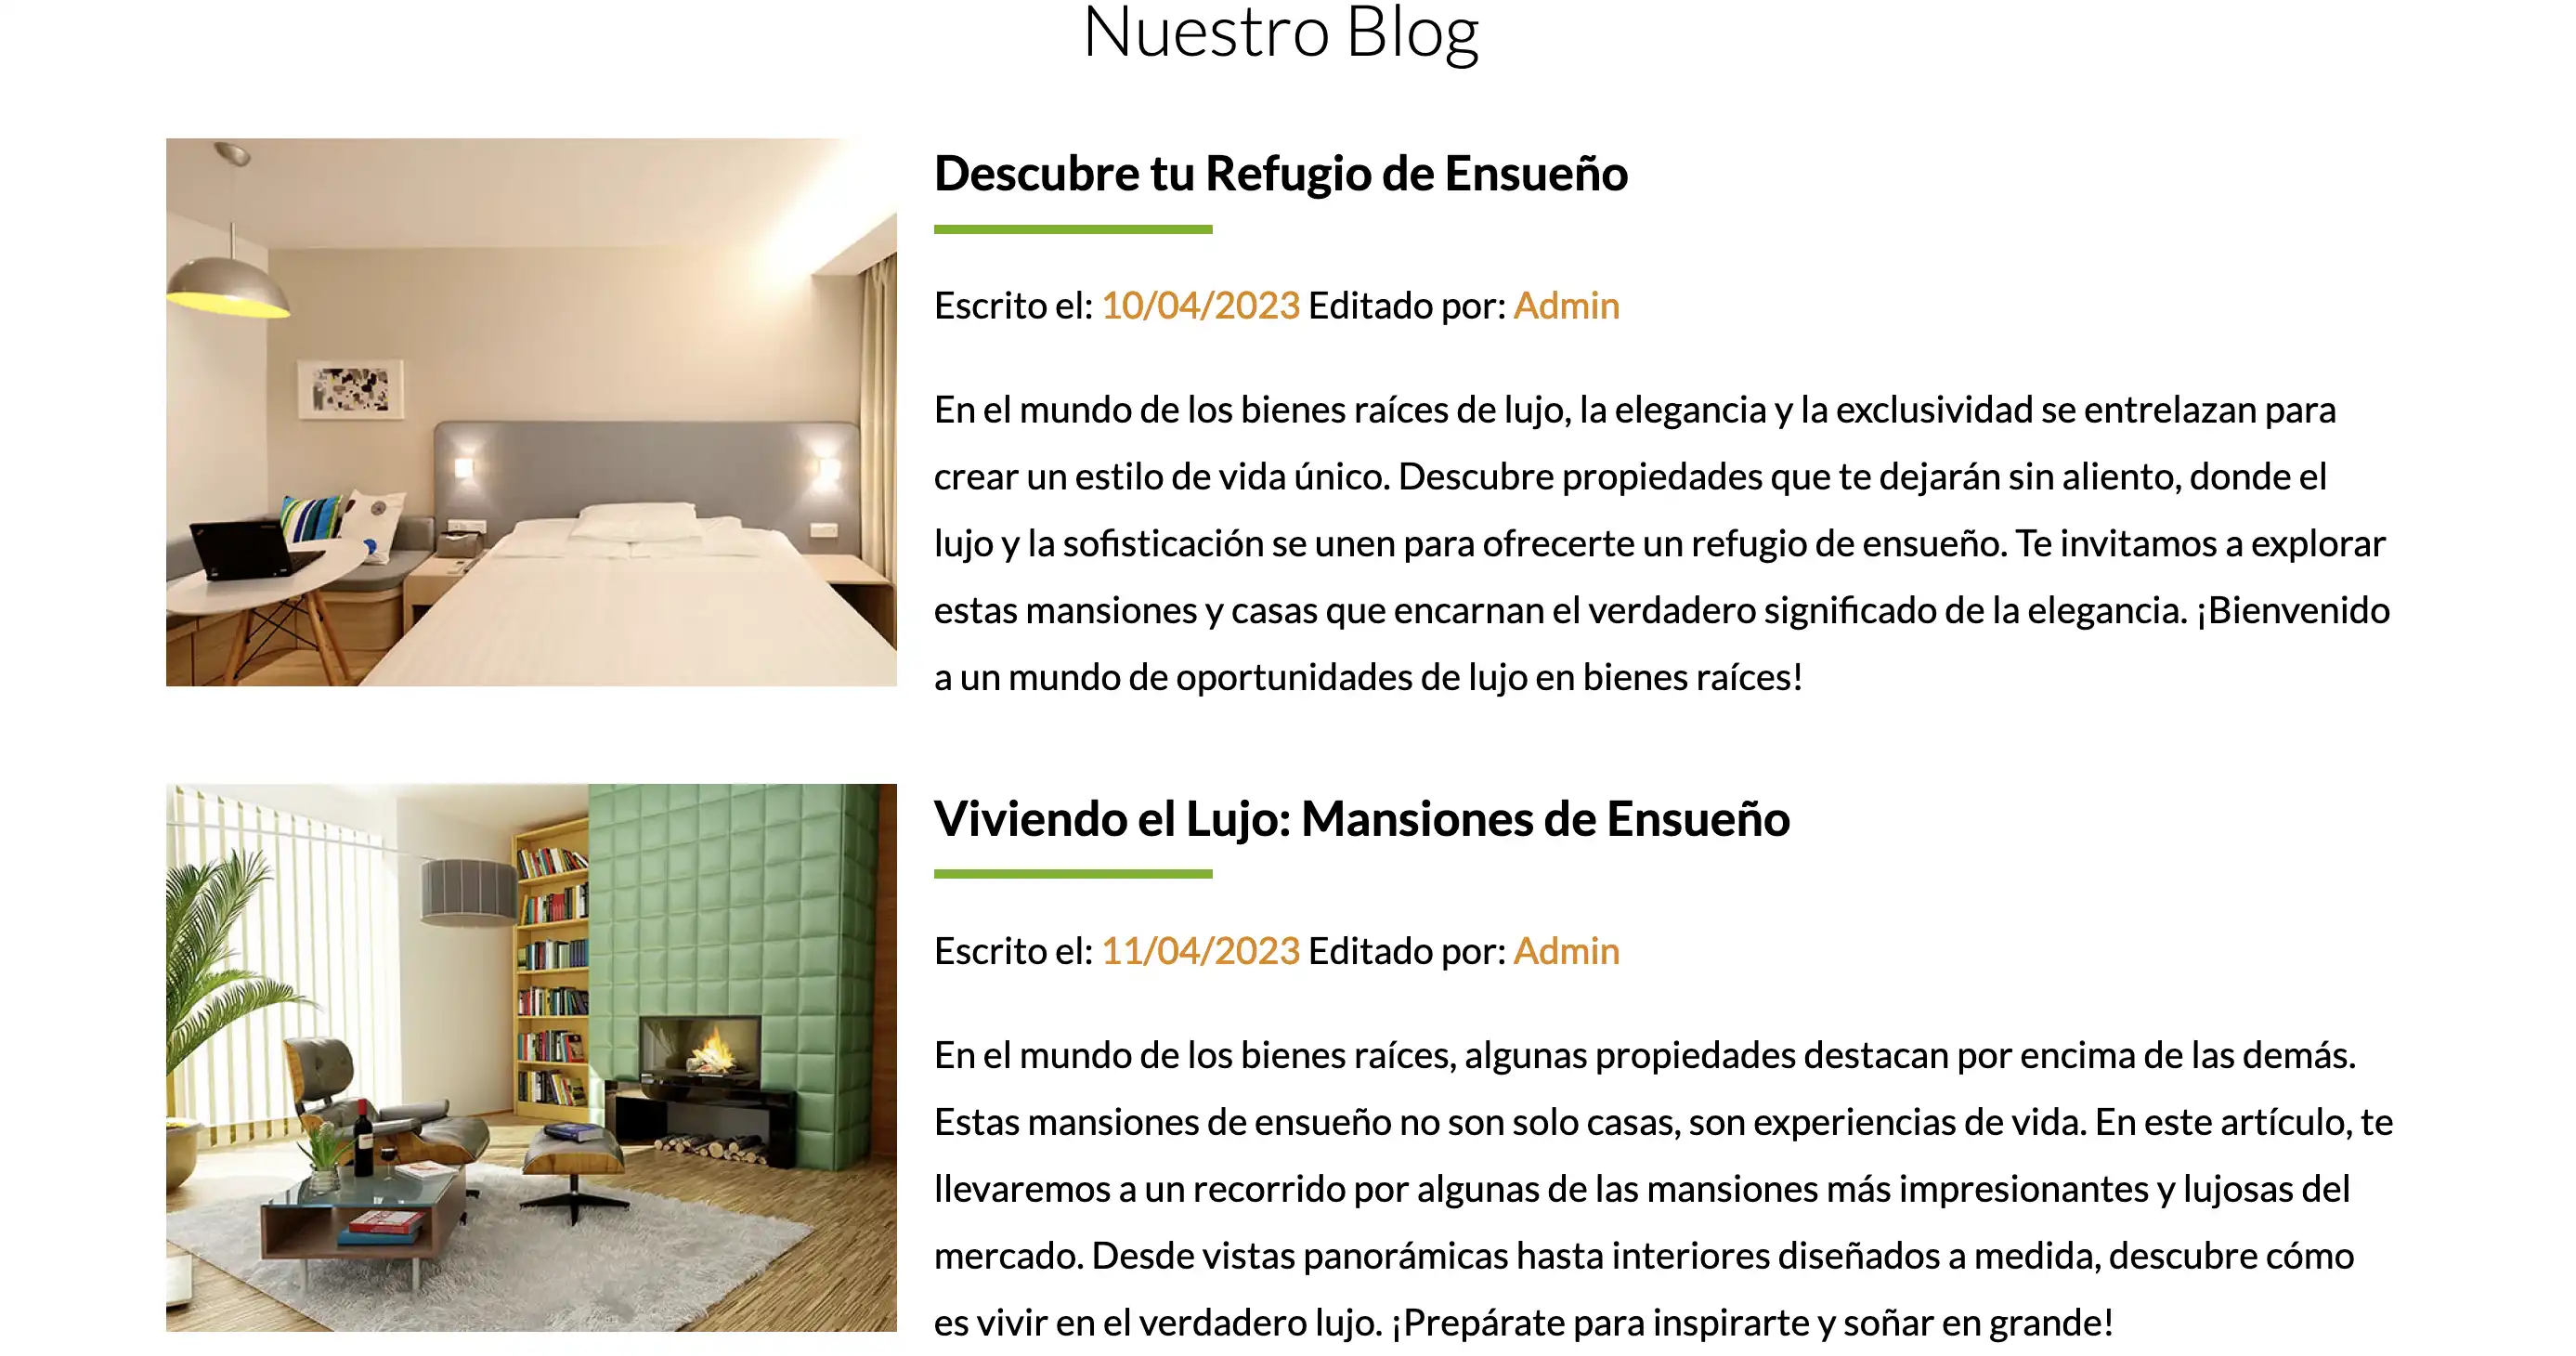 Nuestro Blog
Descubre tu Refugio de Ensueño
Escrito el: 10/04/2023 Editado por: Admin
En el mundo de los bienes raíces de lujo, la elegancia y la exclusividad se entrelazan para
crear un estilo de vida único. Descubre propiedades que te dejarán sin aliento, donde el
lujo y la sofisticación se unen para ofrecerte un refugio de ensueño. Te invitamos a explorar
estas mansiones y casas que encarnan el verdadero significado de la elegancia. ¡Bienvenido
a un mundo de oportunidades de lujo en bienes raíces!
Viviendo el Lujo: Mansiones de Ensueño
Escrito el: 11/04/2023 Editado por: Admin
En el mundo de los bienes raíces, algunas propiedades destacan por encima de las demás.
Estas mansiones de ensueño no son solo casas, son experiencias de vida. En este artículo, te
llevaremos a un recorrido por algunas de las mansiones más impresionantes y lujosas del
mercado. Desde vistas panorámicas hasta interiores diseñados a medida, descubre cómo
es vivir en el verdadero lujo. ¡Prepárate para inspirarte y soñar en grande!